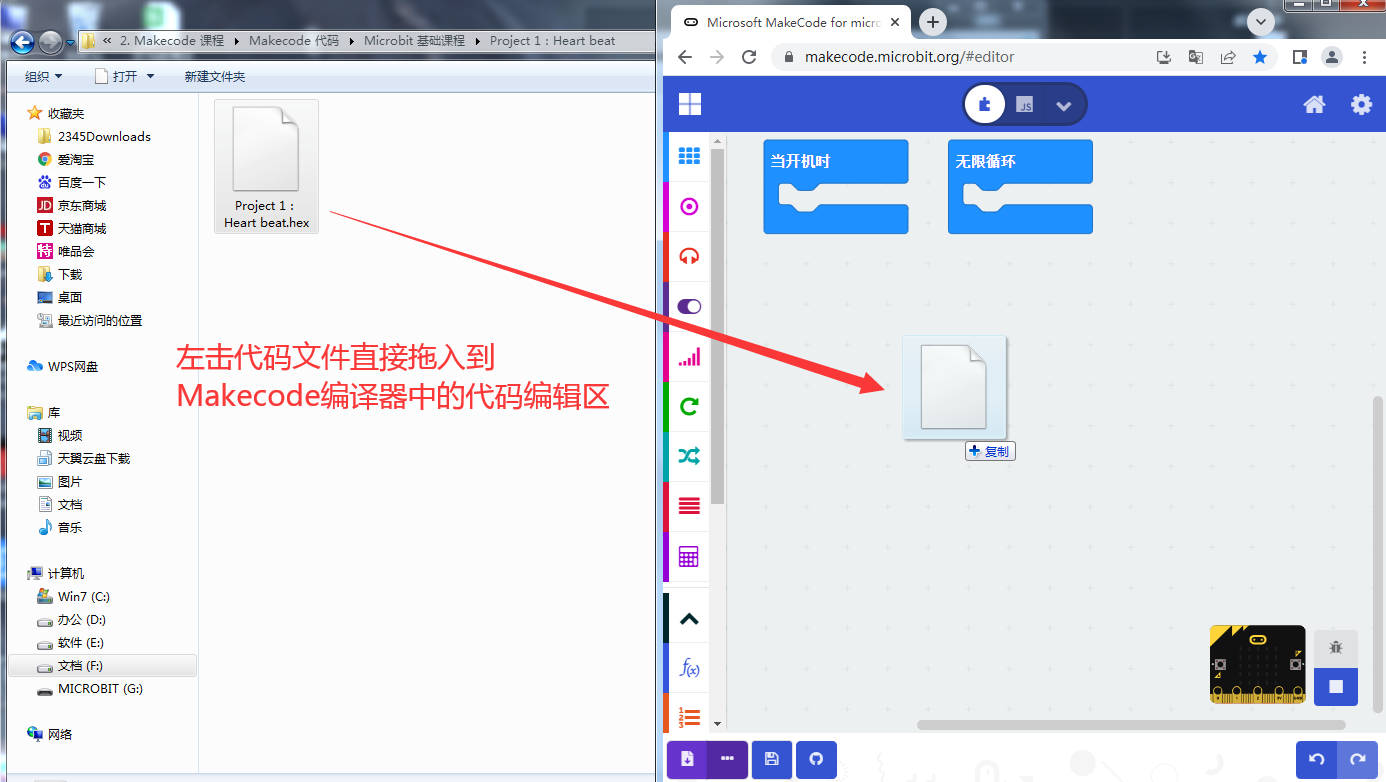 « 2. Makecode 课程 Makecode 代码 Microbit 基础课程 Project 1：Heart beat
组织 打开 新建文件夹
收藏夹
2345Downloads
爱淘宝
百度一下
JD 京东商城
T 天猫商城
特 唯品会
下载
桌面
最近访问的位置
WPS网盘
库
视频
天翼云盘下载
图片
文档
音乐
计算机
Win7 (C:)
办公 (D:)
软件 (E:)
文档 (F:)
MICROBIT (G:)
网络
Project 1：
Heart beat.hex
左击代码文件直接拖入到
Makecode编译器中的代码编辑区
Microsoft MakeCode for micro
makecode.microbit.org/#editor
JS
当开机时
无限循环
复制
f(x)
1
2
3